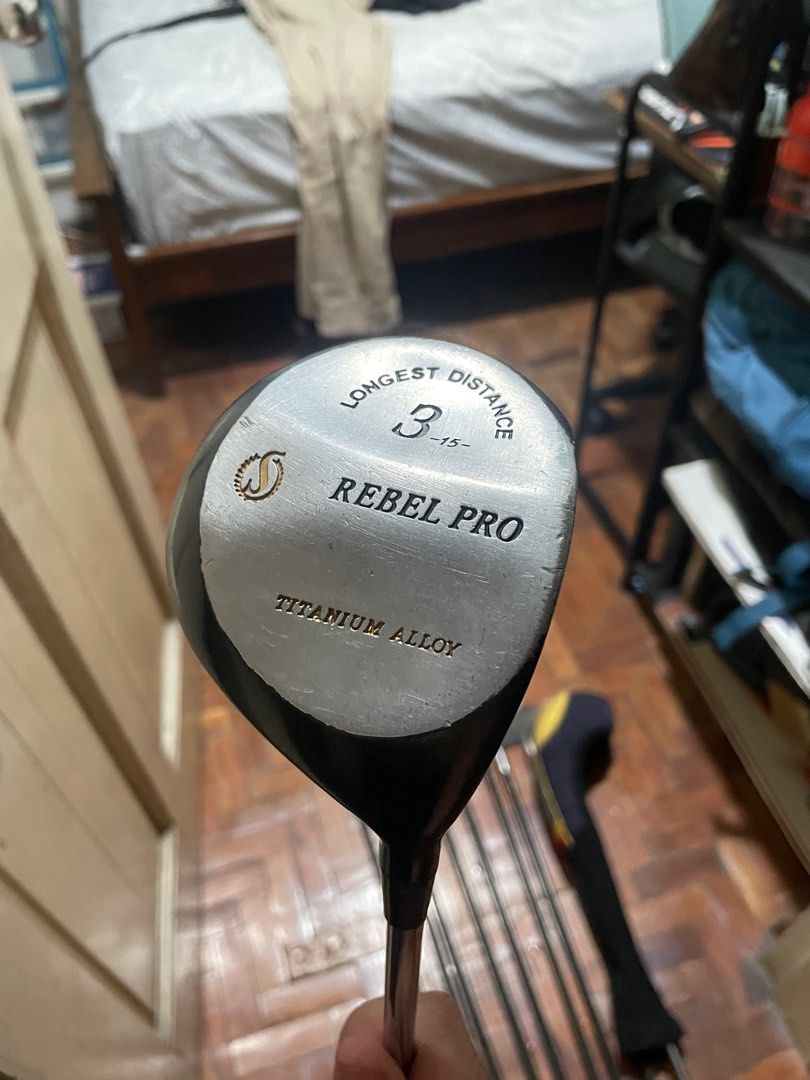 LONGEST DISTANCE
3 -15-
REBEL PRO
TITANIUM ALLOY